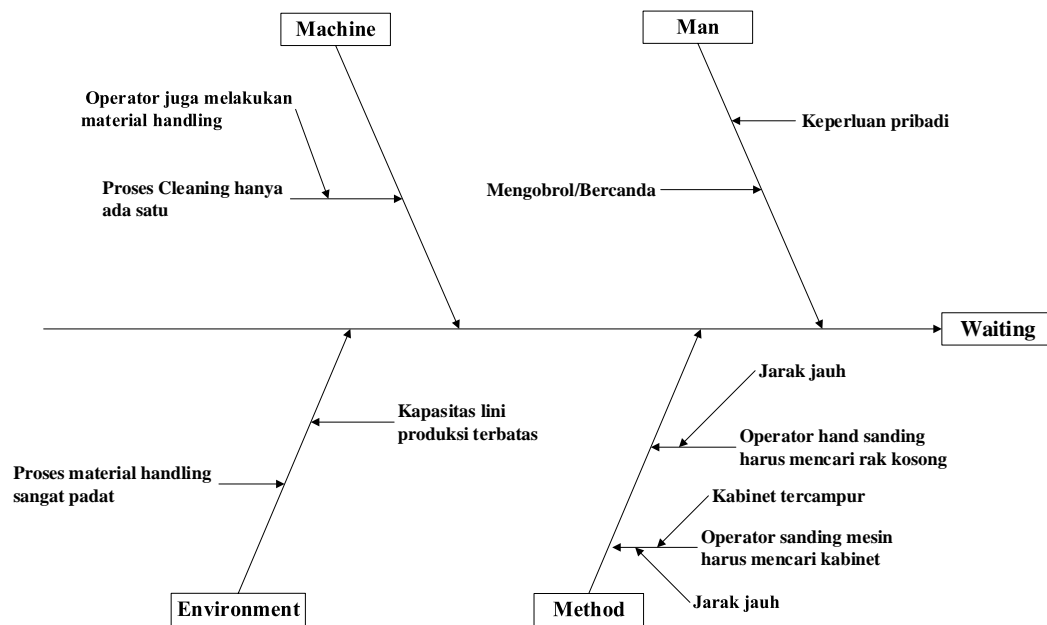 Machine
Man
Operator juga melakukan
material handling
Keperluan pribadi
Proses Cleaning hanya
ada satu
Mengobrol/Bercanda
Waiting
Jarak jauh
Kapasitas lini
produksi terbatas
Operator hand sanding
harus mencari rak kosong
Proses material handling
sangat padat
Kabinet tercampur
Operator sanding mesin
harus mencari kabinet
Jarak jauh
Environment
Method